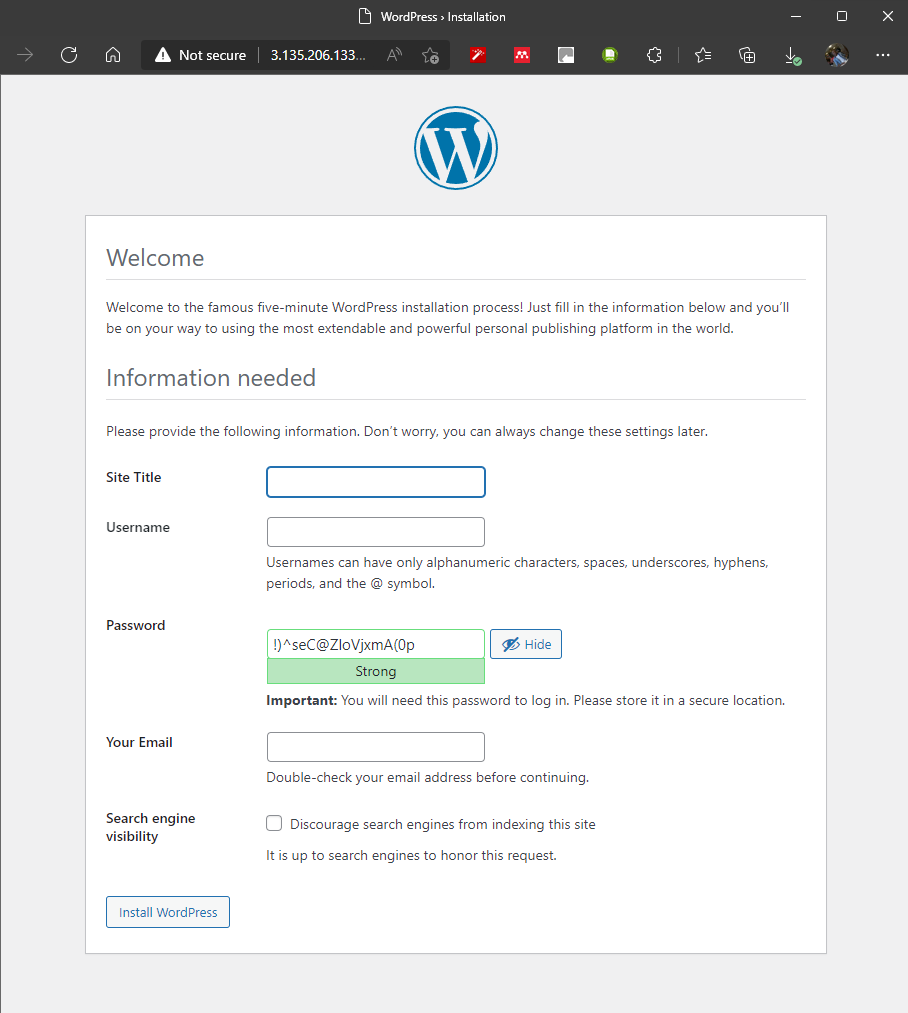 WordPress › Installation
Not secure
3.135.206.133...
Welcome
Welcome to the famous five-minute WordPress installation process! Just fill in the information below and you’ll
be on your way to using the most extendable and powerful personal publishing platform in the world.
Information needed
Please provide the following information. Don’t worry, you can always change these settings later.
Site Title
Username
Usernames can have only alphanumeric characters, spaces, underscores, hyphens,
periods, and the @ symbol.
Password
!)^seC@ZIoVjxmA(0p
Hide
Strong
Important: You will need this password to log in. Please store it in a secure location.
Your Email
Double-check your email address before continuing.
Search engine
visibility
Discourage search engines from indexing this site
It is up to search engines to honor this request.
Install WordPress